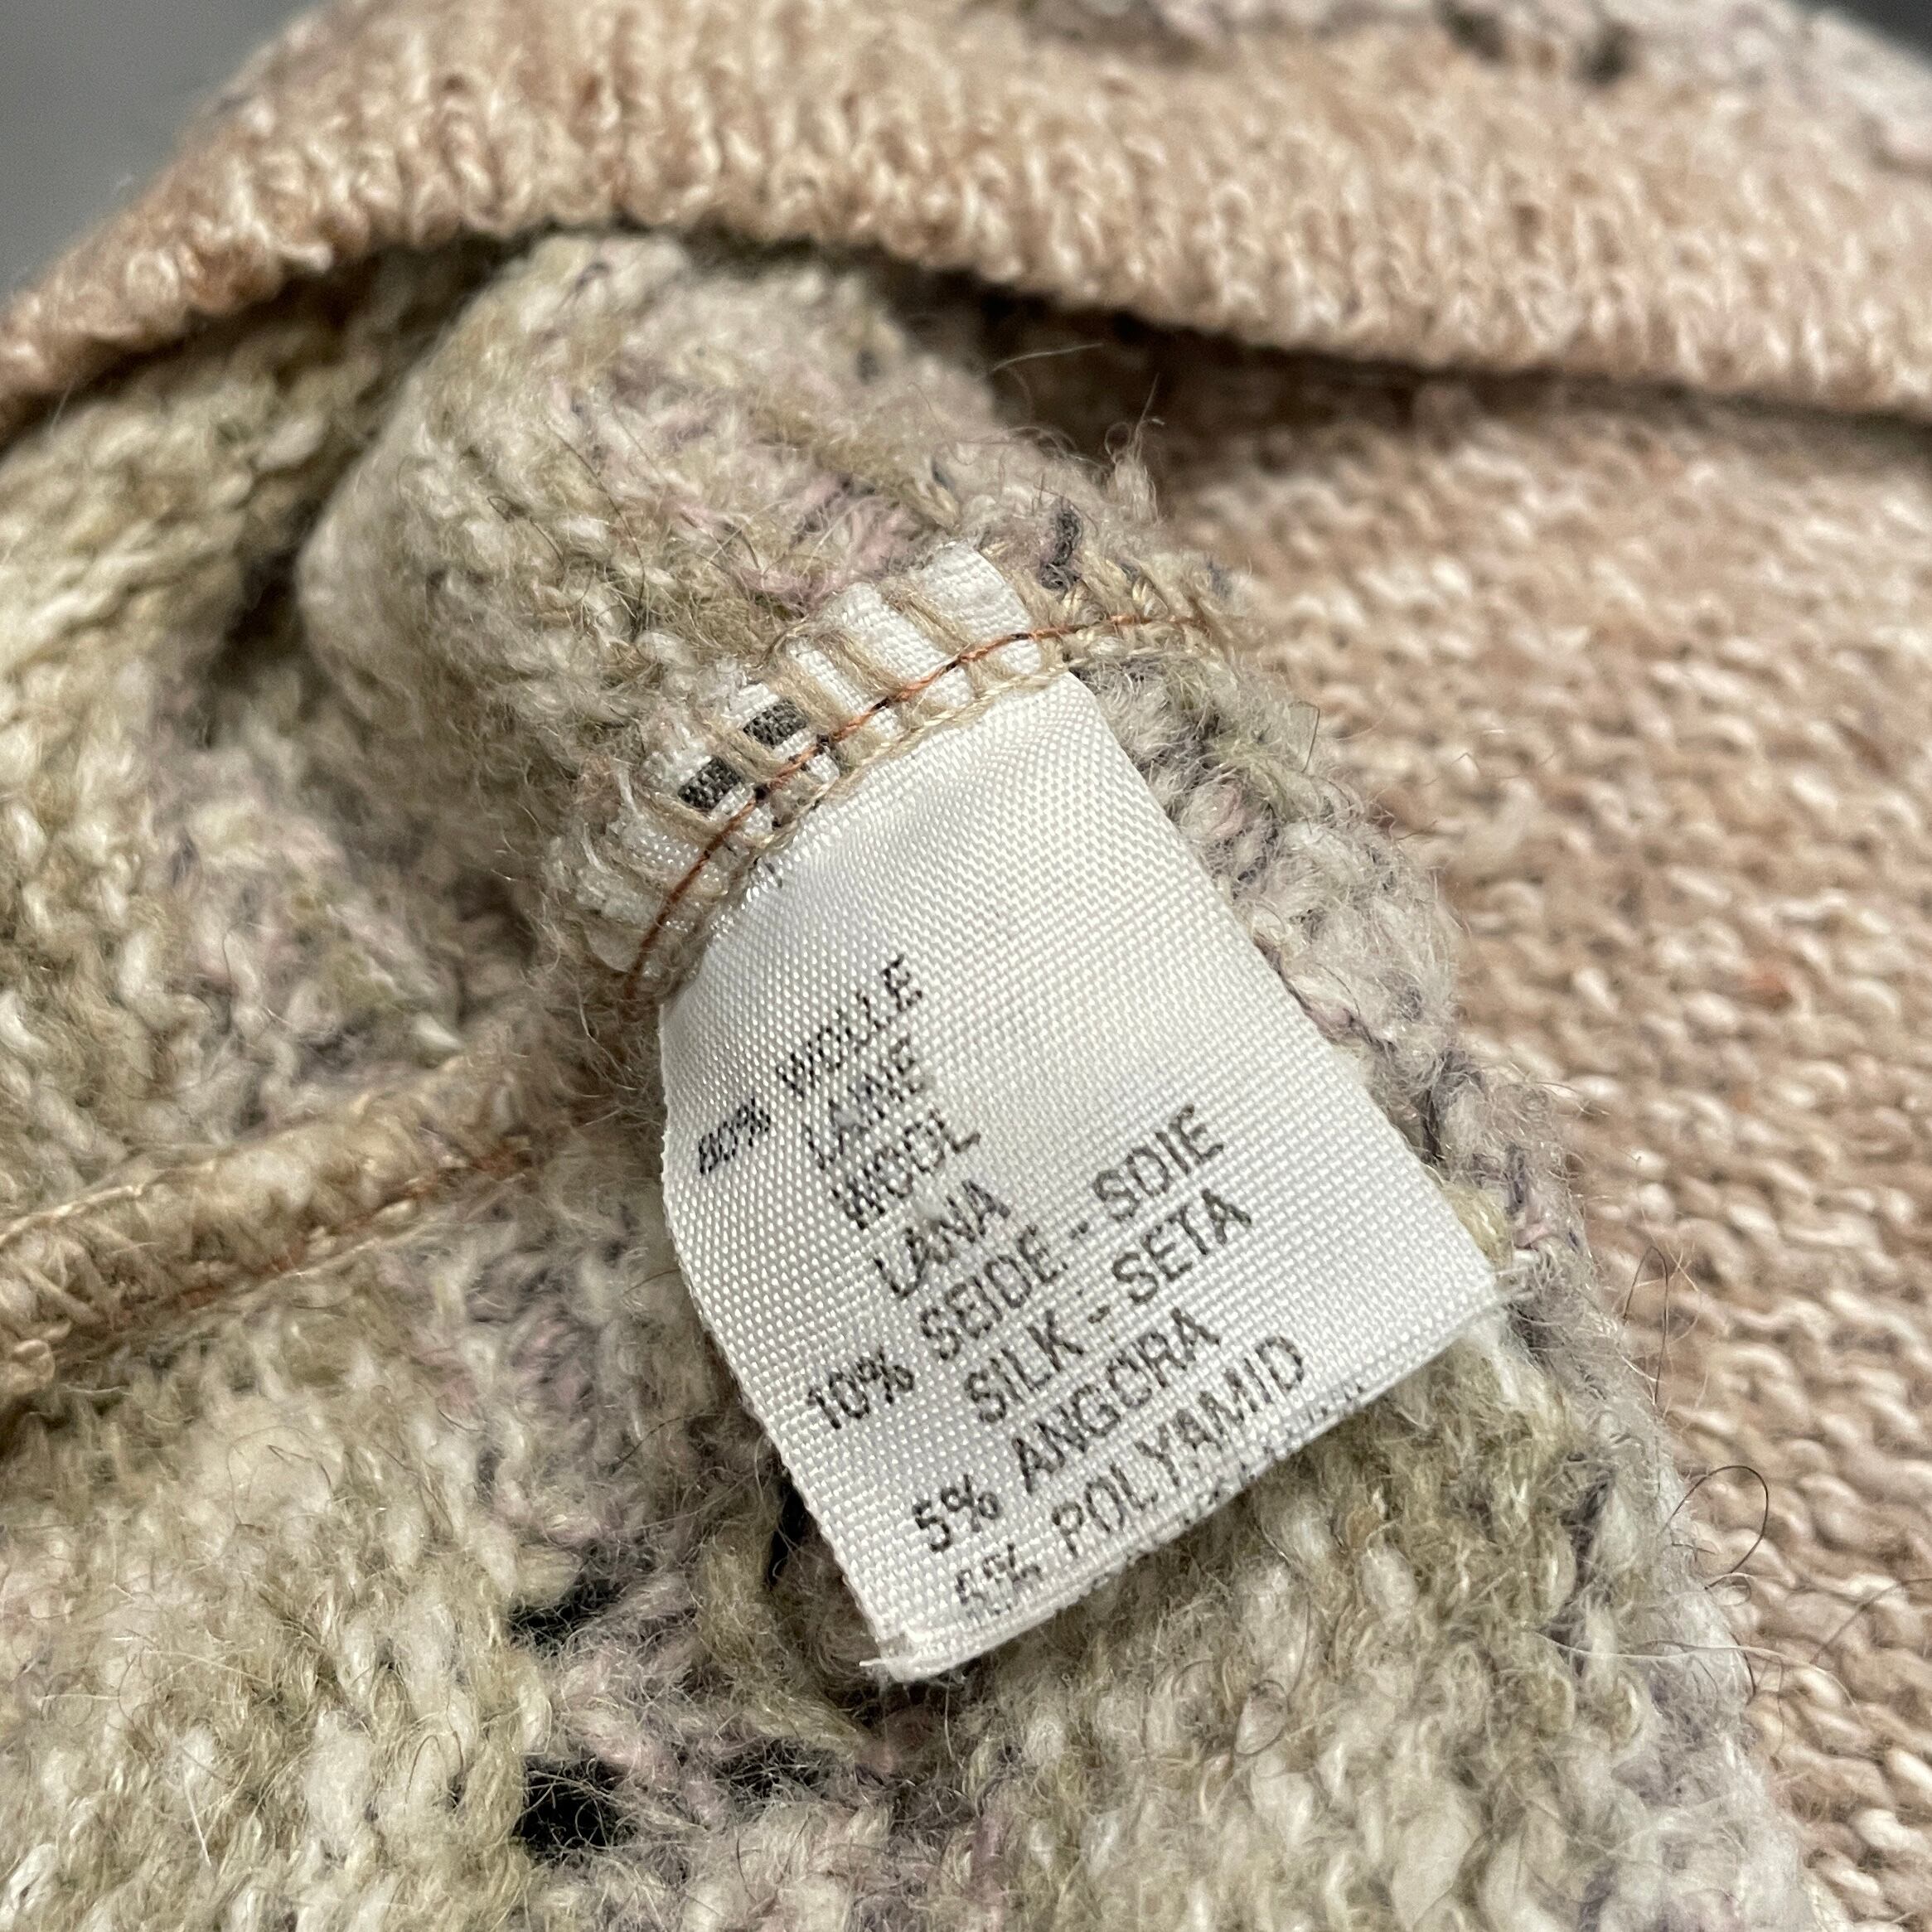 80% WOLLE
LAINE
WOOL
LANA
10% SEIDE - SOIE
SILK - SETA
5% ANGORA
5% POLYAMID